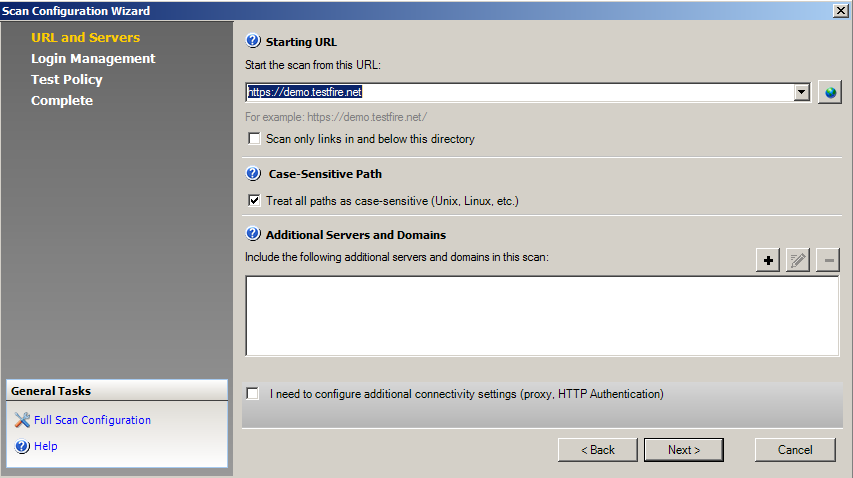 Scan Configuration Wizard
URL and Servers
Login Management
Test Policy
Complete
General Tasks
Full Scan Configuration
Help
Starting URL
Start the scan from this URL:
https://demo.testfire.net
For example: https://demo.testfire.net/
Scan only links in and below this directory
Case-Sensitive Path
Treat all paths as case-sensitive (Unix, Linux, etc.)
Additional Servers and Domains
Include the following additional servers and domains in this scan:
I need to configure additional connectivity settings (proxy, HTTP Authentication)
< Back Next > Cancel